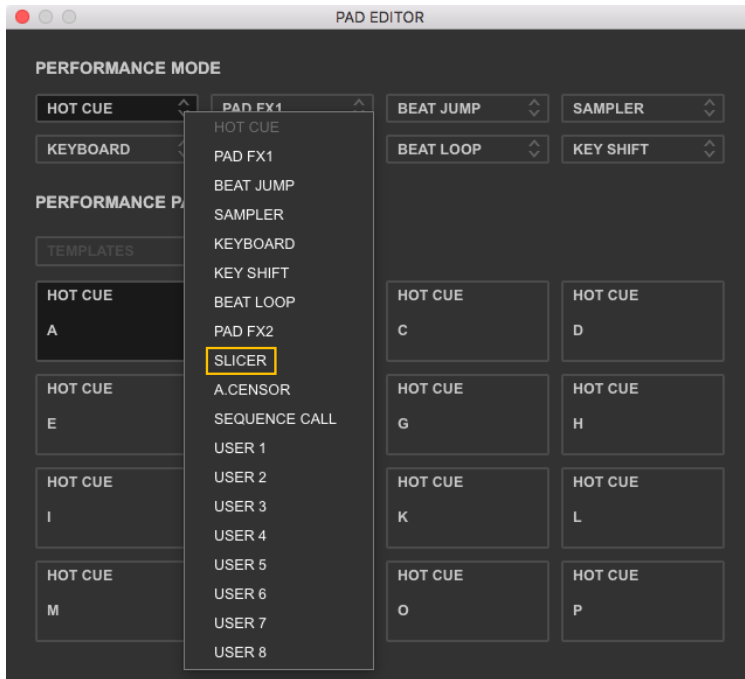 PAD EDITOR
PERFORMANCE MODE
HOT CUE
PAD FX1
BEAT JUMP
SAMPLER
KEYBOARD
BEAT LOOP
KEY SHIFT
HOT CUE
PAD FX1
BEAT JUMP
SAMPLER
KEYBOARD
KEY SHIFT
BEAT LOOP
PAD FX2
SLICER
A.CENSOR
SEQUENCE CALL
USER 1
USER 2
USER 3
USER 4
USER 5
USER 6
USER 7
USER 8
PERFORMANCE
TEMPLATES
HOT CUE
A
HOT CUE
C
HOT CUE
D
HOT CUE
E
HOT CUE
G
HOT CUE
H
HOT CUE
I
HOT CUE
K
HOT CUE
L
HOT CUE
M
HOT CUE
O
HOT CUE
P